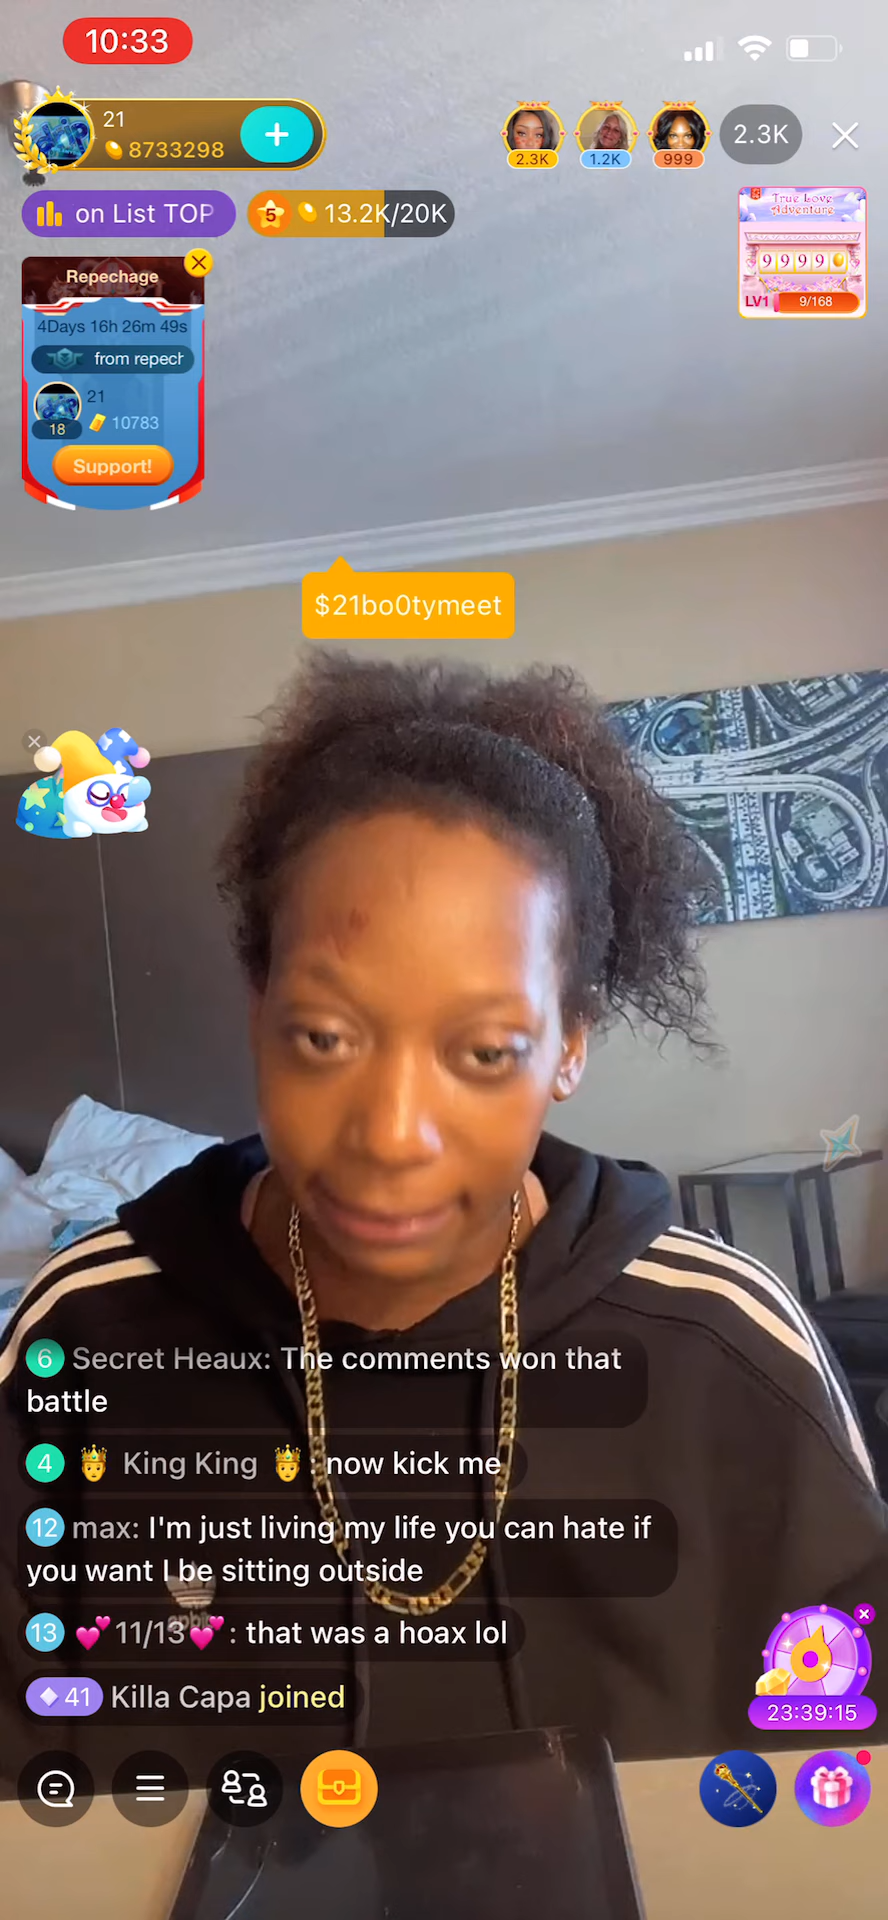 10:33
21
8733298
2.3K
1.2K
999
2.3K
on List TOP
5
13.2K/20K
True Love
Adventure
9999
LV1
9/168
Repechage
4Days 16h 26m 49s
from repech
21
18
10783
Support!
$21bo0tymeet
6 Secret Heaux: The comments won that
battle
4 🤴 King King 🤴 : now kick me
12 max: I'm just living my life you can hate if
you want I be sitting outside
13 💕11/13💕: that was a hoax lol
41 Killa Capa joined
23:39:15